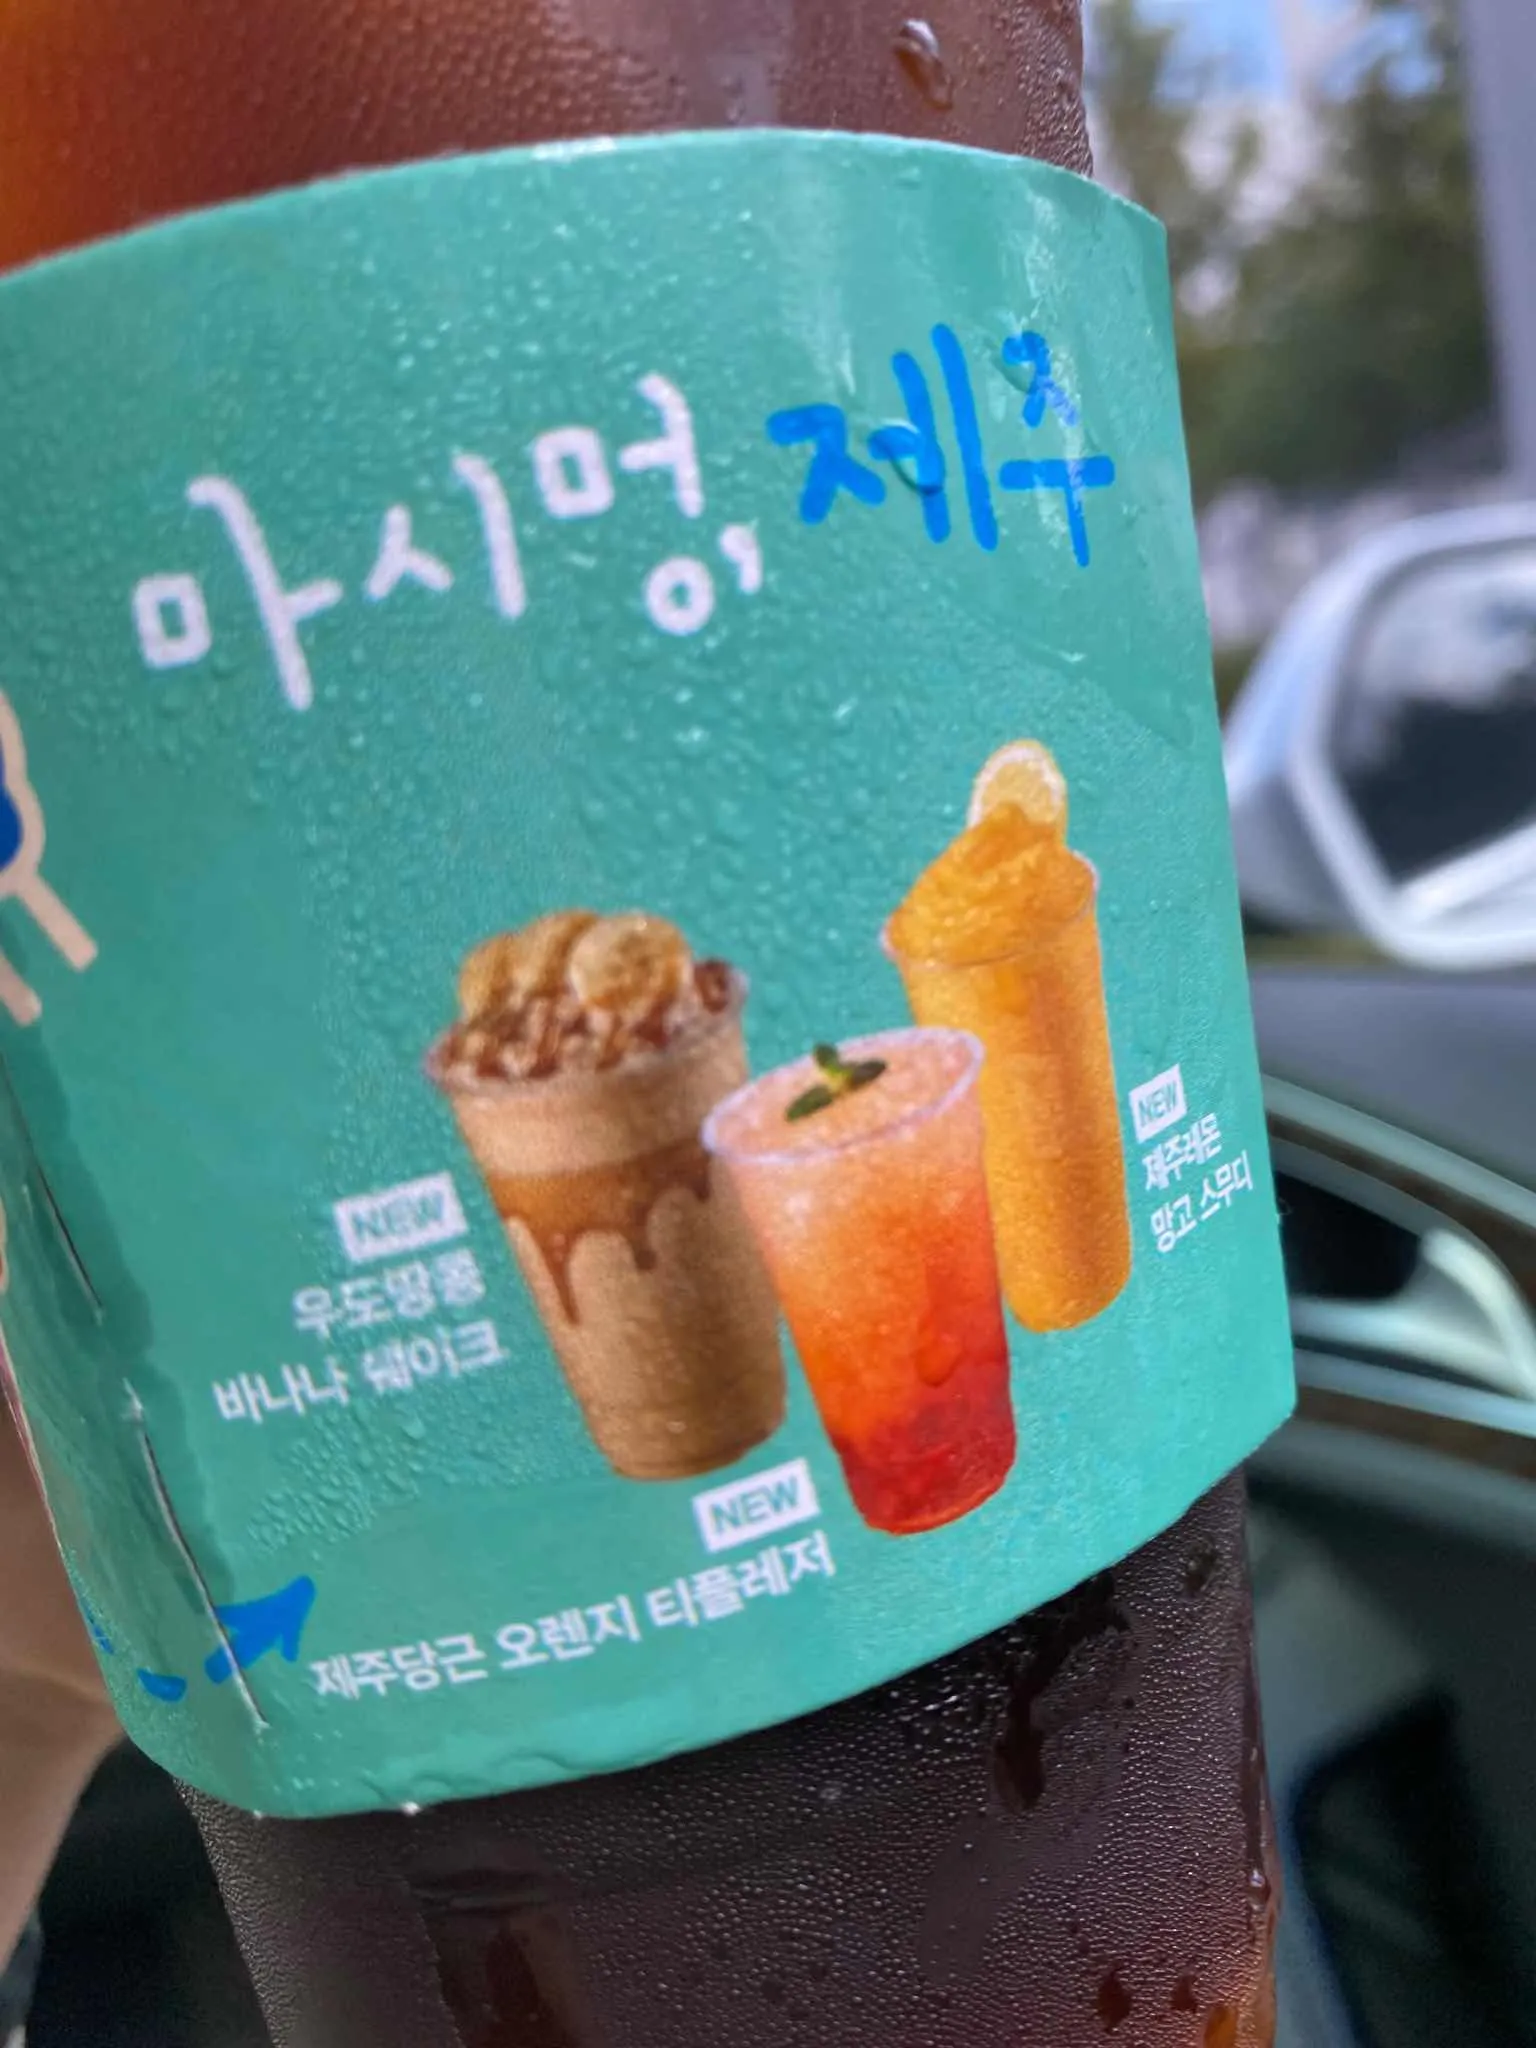 마시멍, 제주
NEW
제주레몬
망고 스무디
NEW
우도땅콩
바나나 쉐이크
NEW
제주당근 오렌지 티플레저